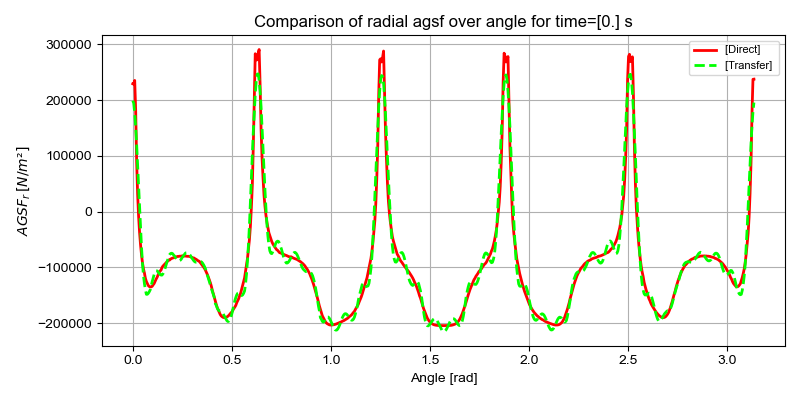 Comparison of radial agsf over angle for time=[0.] s
300000
200000
100000
0
−100000
−200000
AGSF_r [N/m²]
[Direct]
[Transfer]
0.0 0.5 1.0 1.5 2.0 2.5 3.0
Angle [rad]